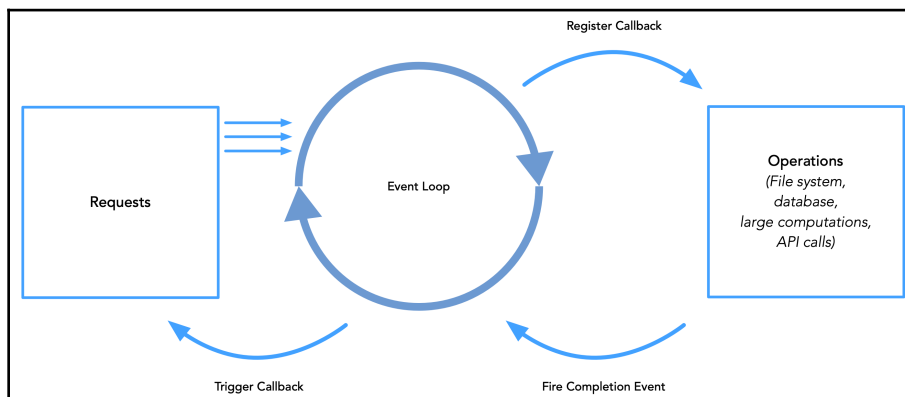 Register Callback
Requests
Event Loop
Operations
(File system,
database,
large computations,
API calls)
Trigger Callback
Fire Completion Event